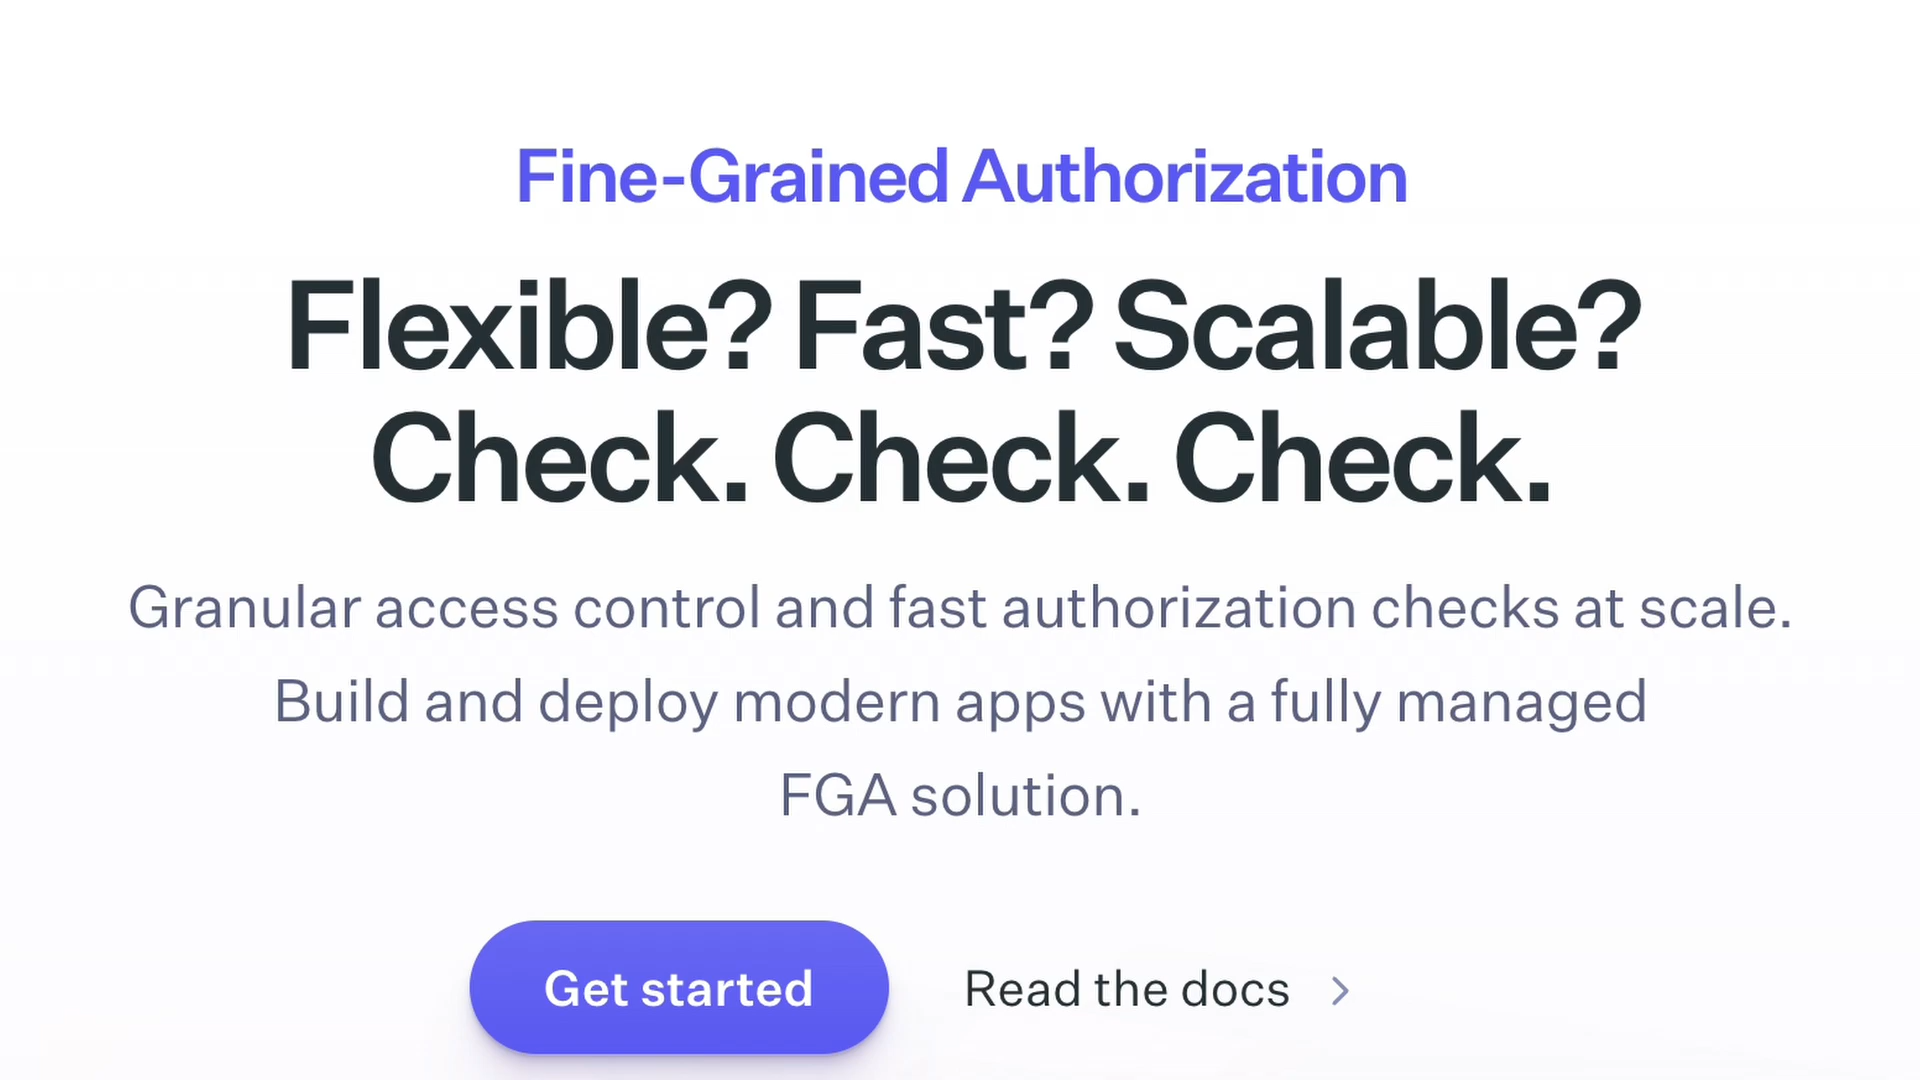 Fine-Grained Authorization
Flexible? Fast? Scalable?
Check. Check. Check.
Granular access control and fast authorization checks at scale.
Build and deploy modern apps with a fully managed
FGA solution.
Get started
Read the docs